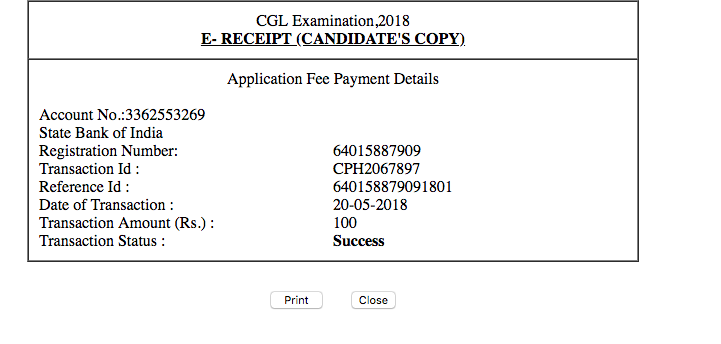 CGL Examination,2018
E- RECEIPT (CANDIDATE'S COPY)
Application Fee Payment Details
Account No.:3362553269
State Bank of India
Registration Number: 64015887909
Transaction Id : CPH2067897
Reference Id : 640158879091801
Date of Transaction : 20-05-2018
Transaction Amount (Rs.) : 100
Transaction Status : Success
Print Close